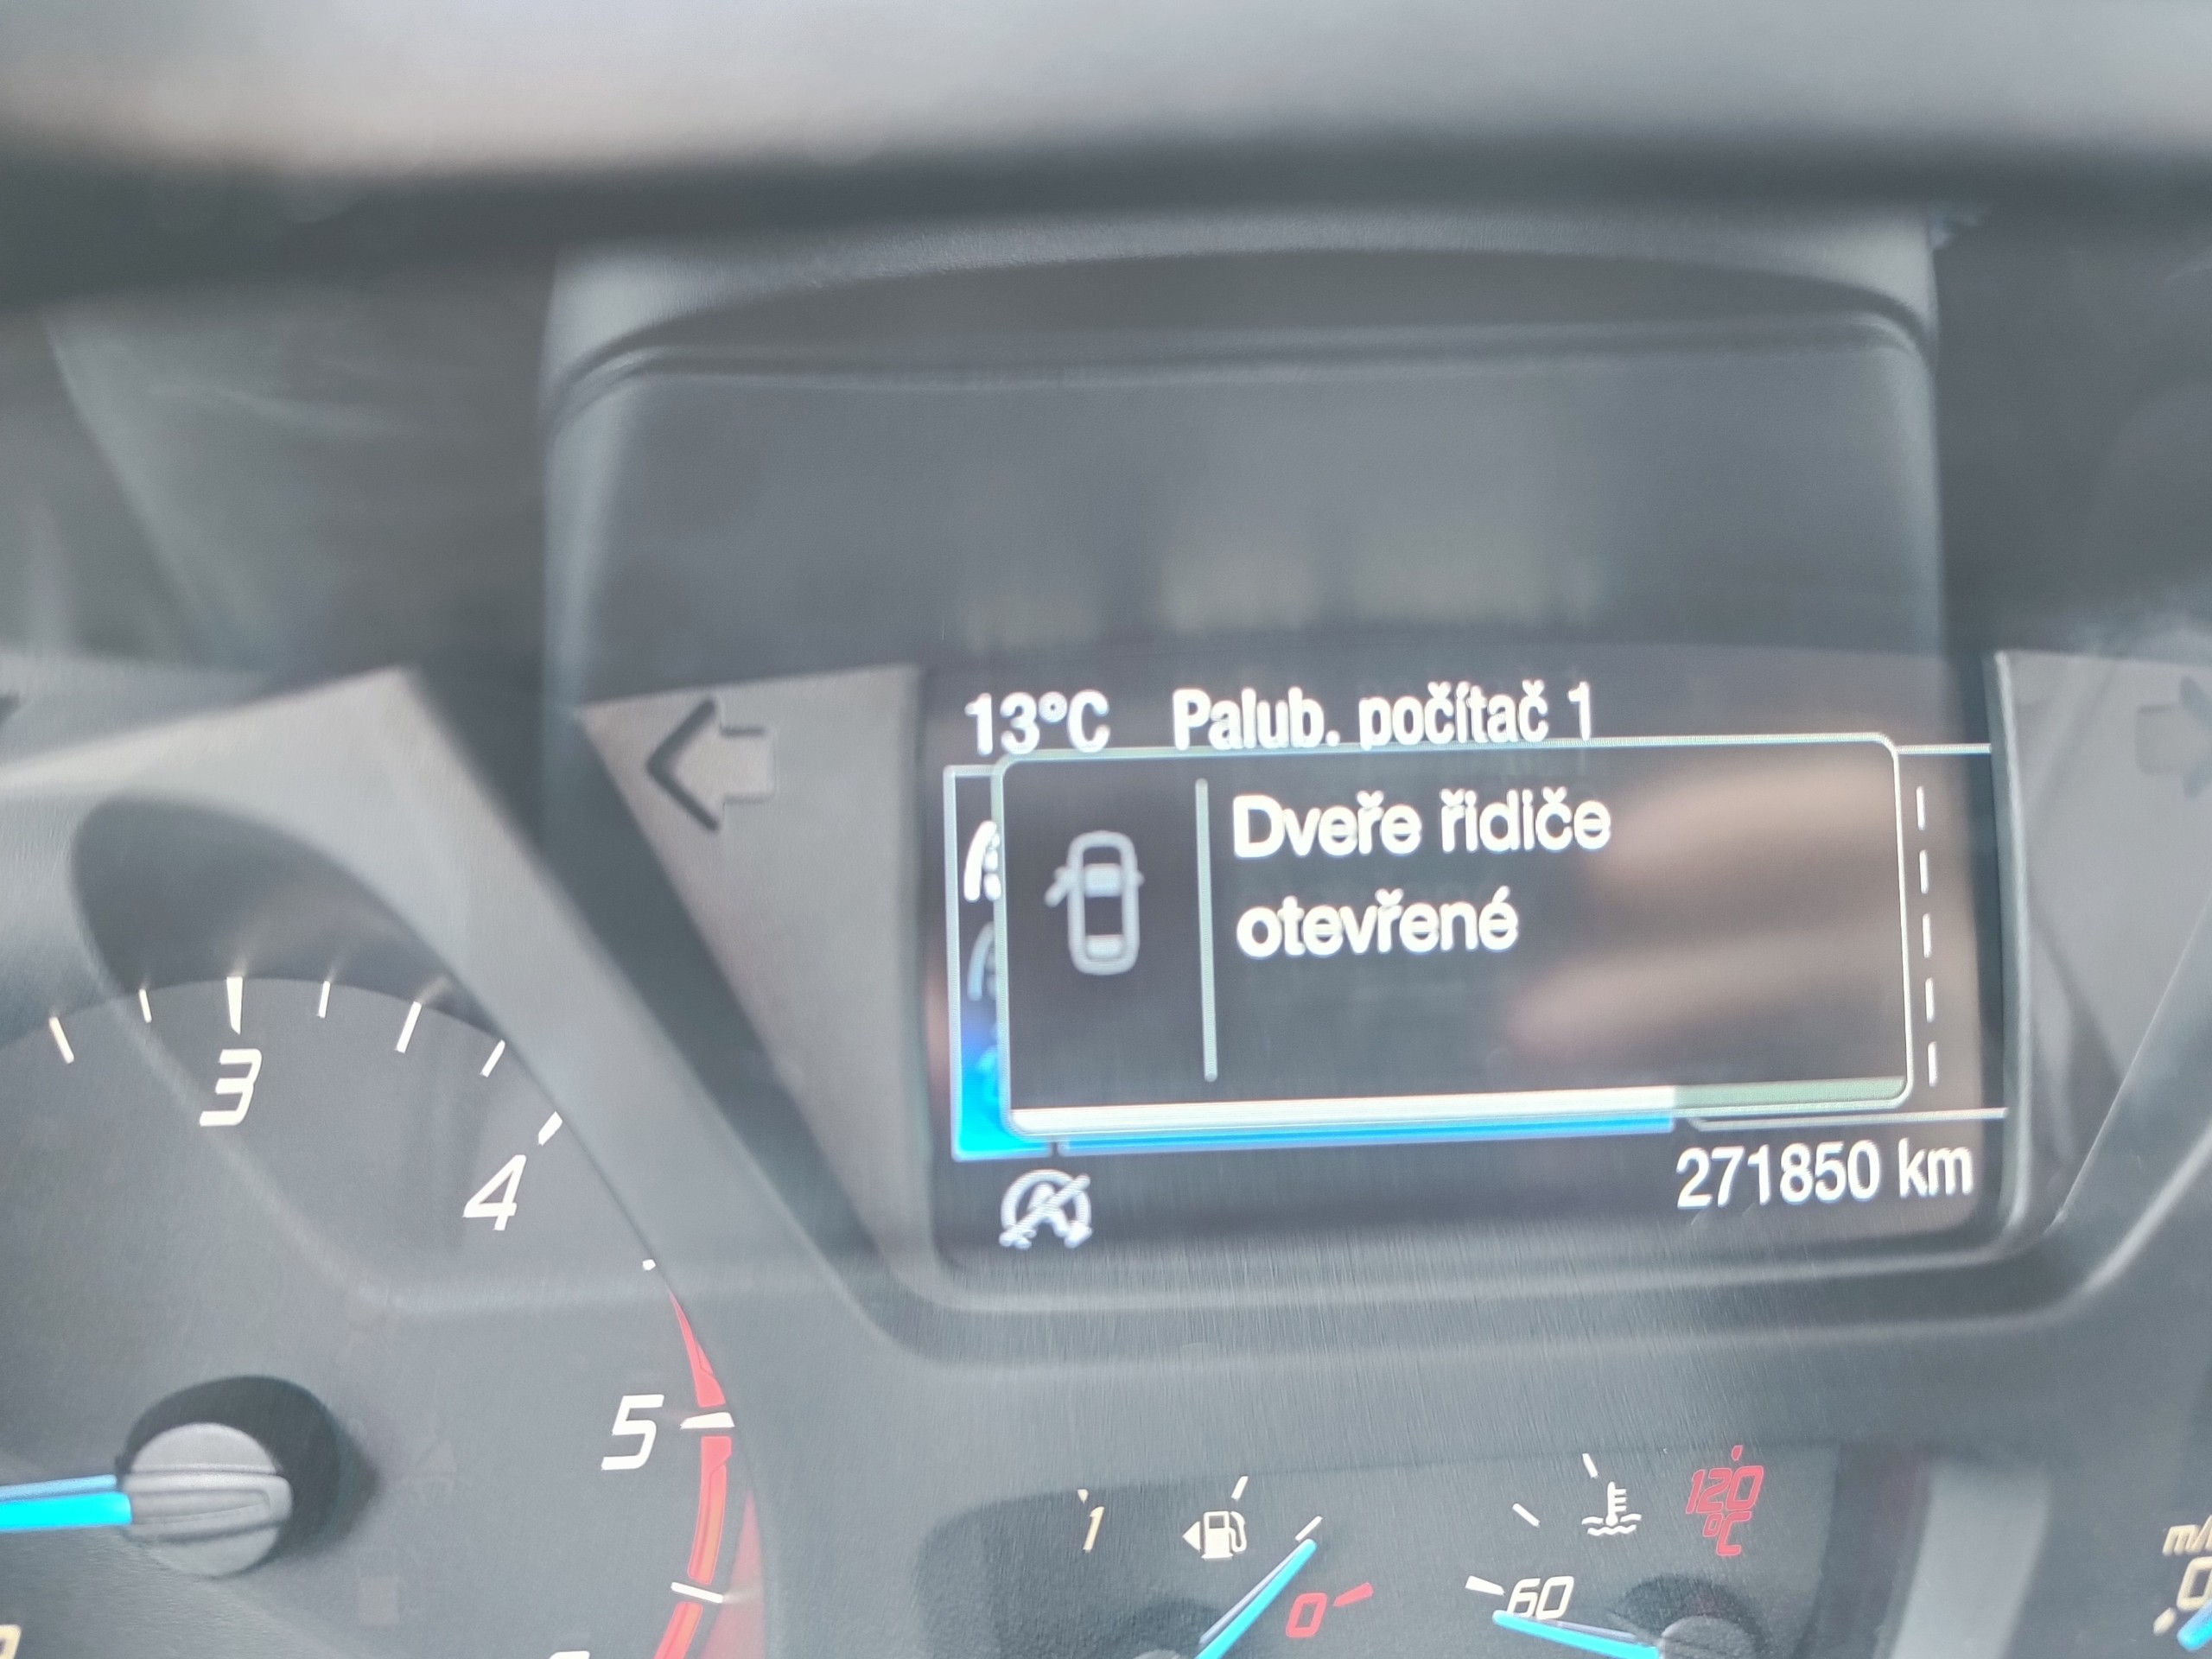 13°C Palub. počítač 1
Dveře řidiče
otevřené
271850 km
3
4
5
1
0
60
120
°C